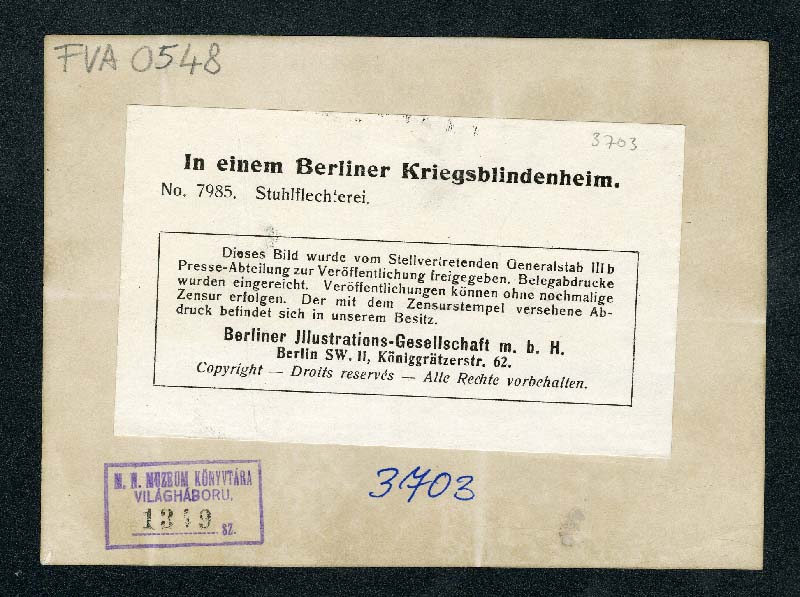 FVA 0548
3703
In einem Berliner Kriegsblindenheim.
No. 7985. Stuhlflechterei.
Dieses Bild wurde vom Stellvertretenden Generalstab III b
Presse-Abteilung zur Veröffentlichung freigegeben. Belegabdrucke
wurden eingereicht. Veröffentlichungen können ohne nochmalige
Zensur erfolgen. Der mit dem Zensurstempel versehene Ab-
druck befindet sich in unserem Besitz.
Berliner Jllustrations-Gesellschaft m. b. H.
Berlin SW. 11, Königgrätzerstr. 62.
Copyright — Droits reservés — Alle Rechte vorbehalten.
M. N. MUZEUM KÖNYVTÁRA
VILÁGHÁBORU.
SZ.
3703